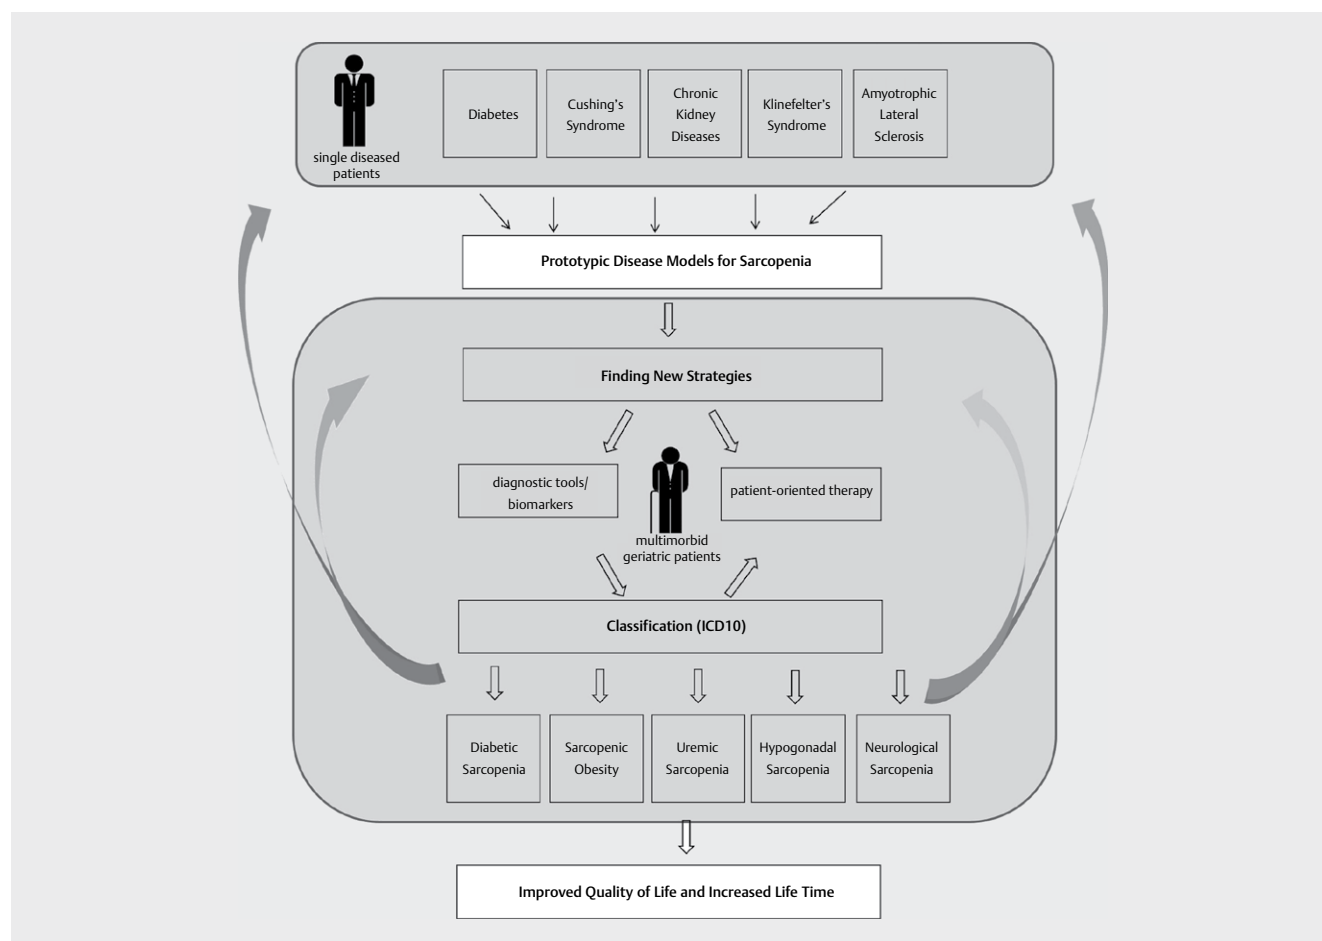 single diseased
patients
Diabetes
Cushing's
Syndrome
Chronic
Kidney
Diseases
Klinefelter's
Syndrome
Amyotrophic
Lateral
Sclerosis
Prototypic Disease Models for Sarcopenia
Finding New Strategies
diagnostic tools/
biomarkers
multimorbid
geriatric patients
patient-oriented therapy
Classification (ICD10)
Diabetic
Sarcopenia
Sarcopenic
Obesity
Uremic
Sarcopenia
Hypogonadal
Sarcopenia
Neurological
Sarcopenia
Improved Quality of Life and Increased Life Time